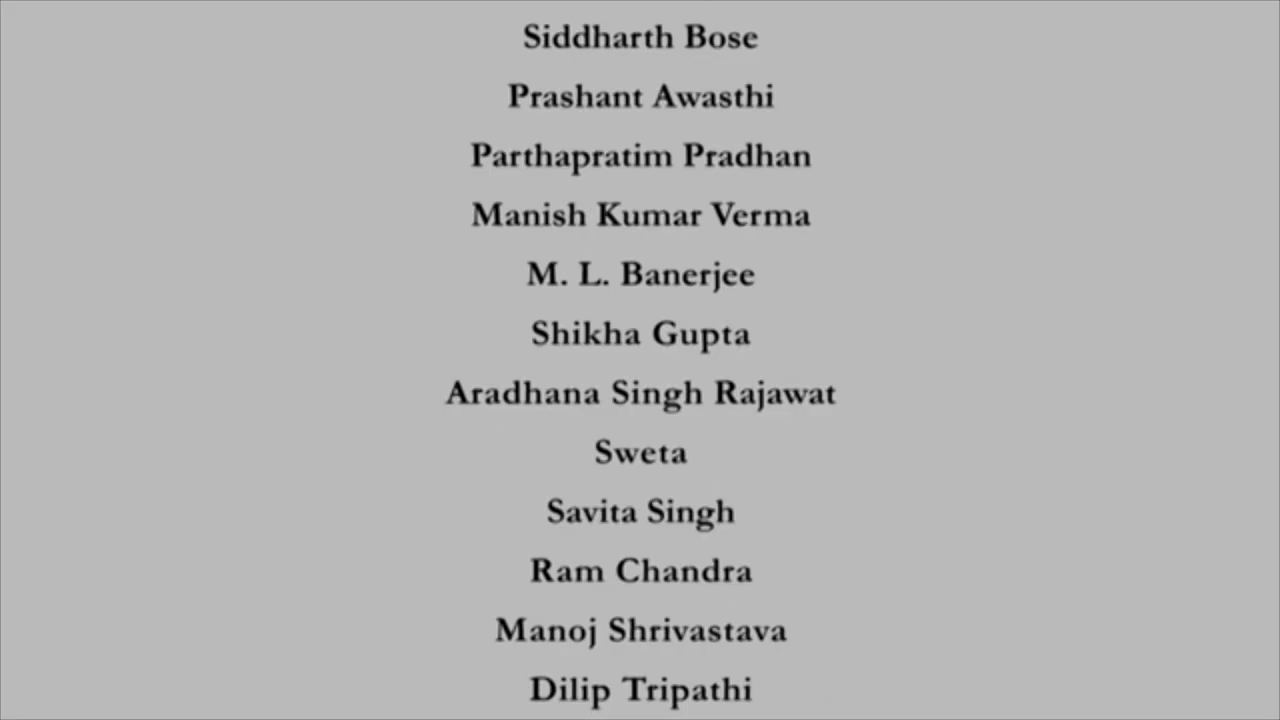 Siddharth Bose
Prashant Awasthi
Parthapratim Pradhan
Manish Kumar Verma
M. L. Banerjee
Shikha Gupta
Aradhana Singh Rajawat
Sweta
Savita Singh
Ram Chandra
Manoj Shrivastava
Dilip Tripathi